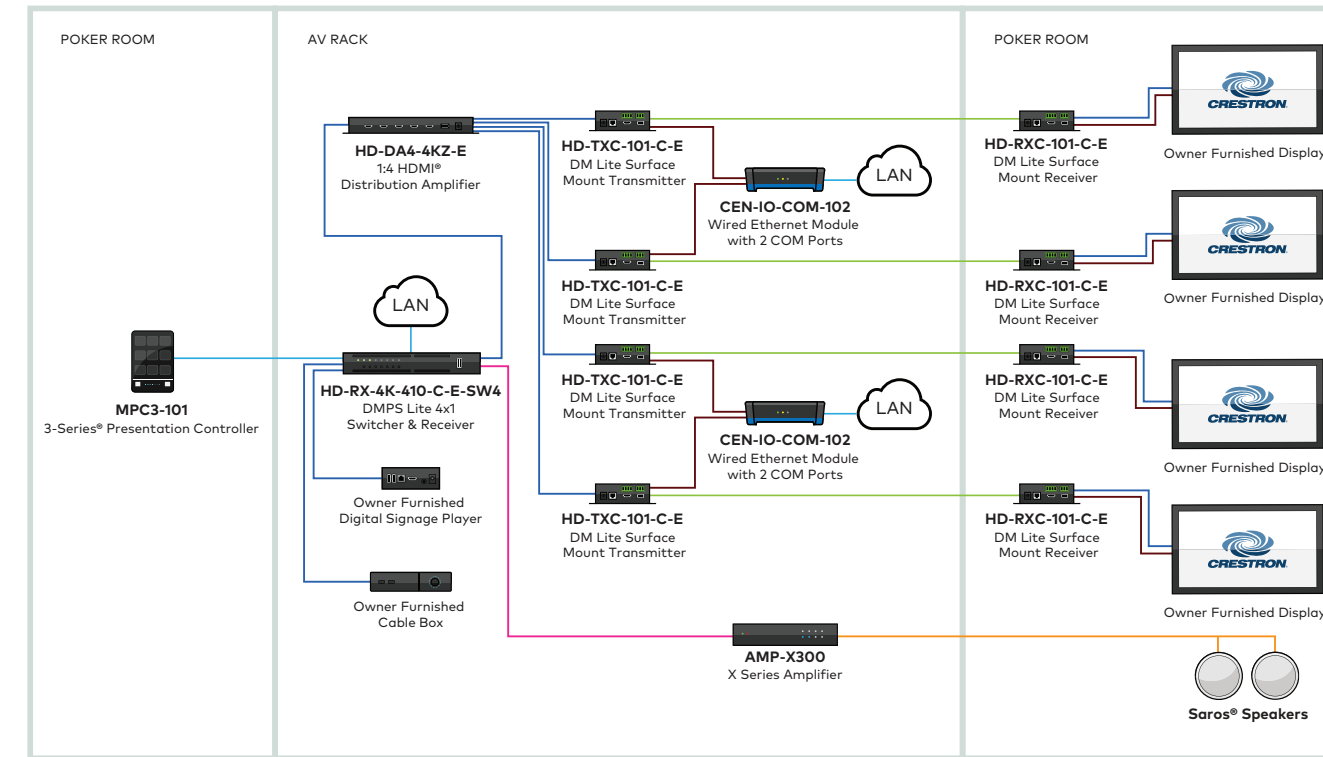 POKER ROOM
AV RACK
POKER ROOM
HD-DA4-4KZ-E
1:4 HDMI®
Distribution Amplifier
HD-TXC-101-C-E
DM Lite Surface
Mount Transmitter
LAN
CEN-IO-COM-102
Wired Ethernet Module
with 2 COM Ports
HD-RXC-101-C-E
DM Lite Surface
Mount Receiver
CRESTRON
Owner Furnished Display
HD-TXC-101-C-E
DM Lite Surface
Mount Transmitter
HD-RXC-101-C-E
DM Lite Surface
Mount Receiver
CRESTRON
Owner Furnished Display
LAN
MPC3-101
3-Series® Presentation Controller
HD-RX-4K-410-C-E-SW4
DMPS Lite 4x1
Switcher & Receiver
HD-TXC-101-C-E
DM Lite Surface
Mount Transmitter
LAN
CEN-IO-COM-102
Wired Ethernet Module
with 2 COM Ports
HD-RXC-101-C-E
DM Lite Surface
Mount Receiver
CRESTRON
Owner Furnished Display
Owner Furnished
Digital Signage Player
HD-TXC-101-C-E
DM Lite Surface
Mount Transmitter
HD-RXC-101-C-E
DM Lite Surface
Mount Receiver
CRESTRON
Owner Furnished Display
Owner Furnished
Cable Box
AMP-X300
X Series Amplifier
Saros® Speakers